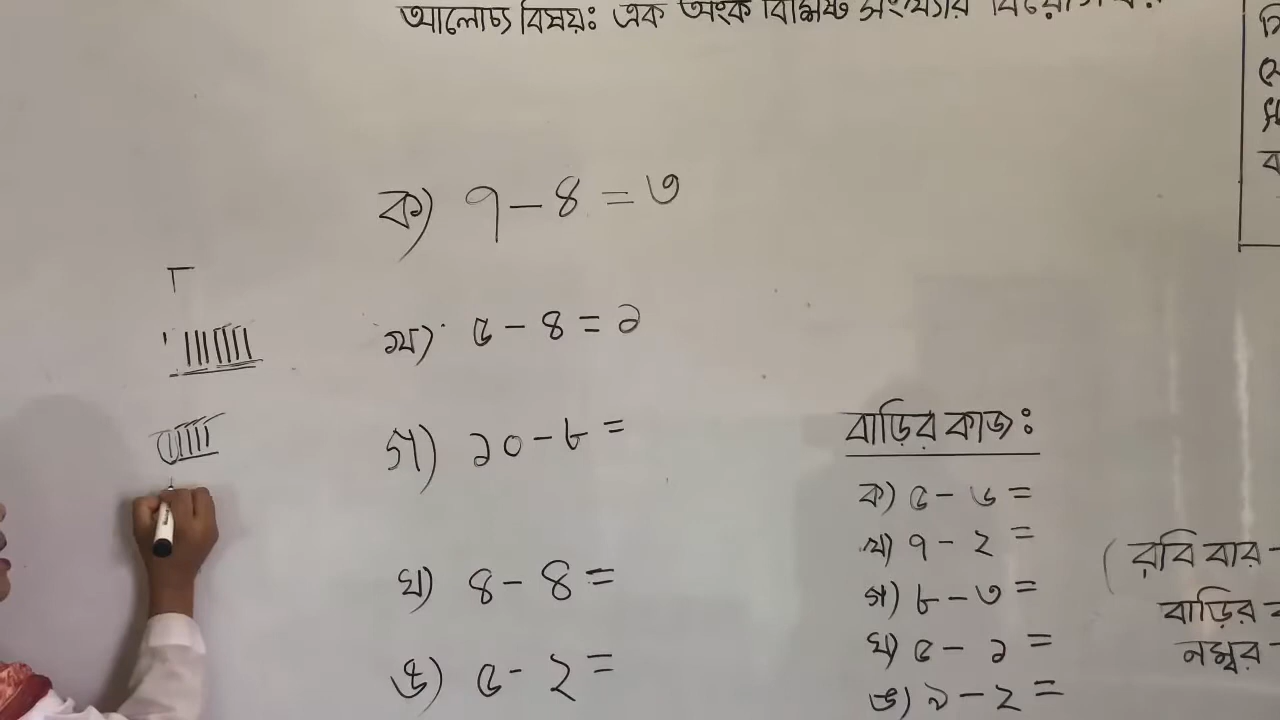 আলোচ্য বিষয়ঃ এক অংক বিশিষ্ট সংখ্যার
ক) ৭ – ৪ = ৩
খ) ৫ – ৪ = ১
গ) ১০ – ৮ =
ঘ) ৪ – ৪ =
ঙ) ৫ – ২ =
বাড়ির কাজঃ
ক) ৫ – ৬ =
খ) ৭ – ২ =
গ) ৮ – ৩ =
ঘ) ৫ – ১ =
ঙ) ৯ – ২ =
( রবি বার –
বাড়ির
নম্বর –